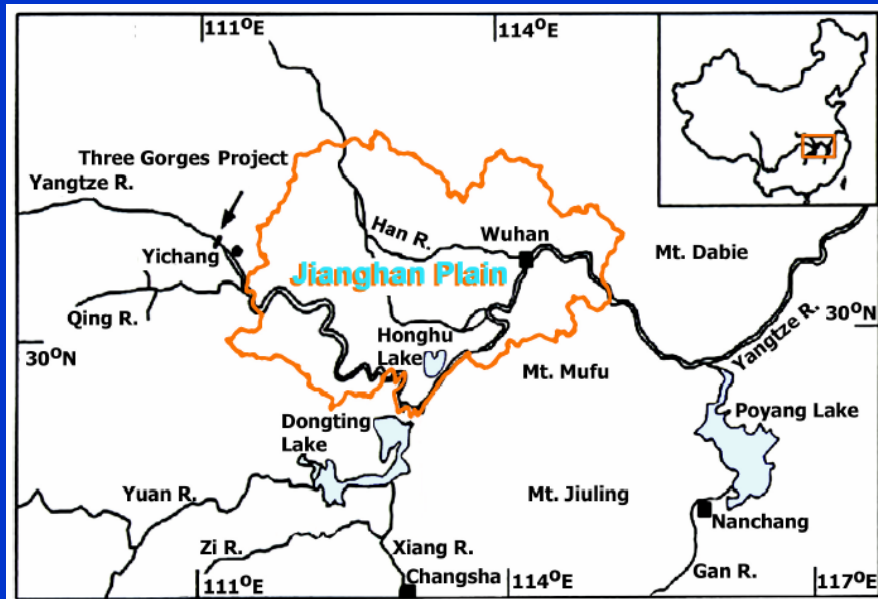 111°E
114°E
Three Gorges Project
Yangtze R.
Yichang
Han R.
Wuhan
Mt. Dabie
Jianghan Plain
Qing R.
30°N
30°N
Honghu
Lake
Yangtze R.
Mt. Mufu
Dongting
Lake
Poyang Lake
Yuan R.
Mt. Jiuling
Nanchang
Zi R.
Xiang R.
Gan R.
111°E
Changsha
114°E
117°E